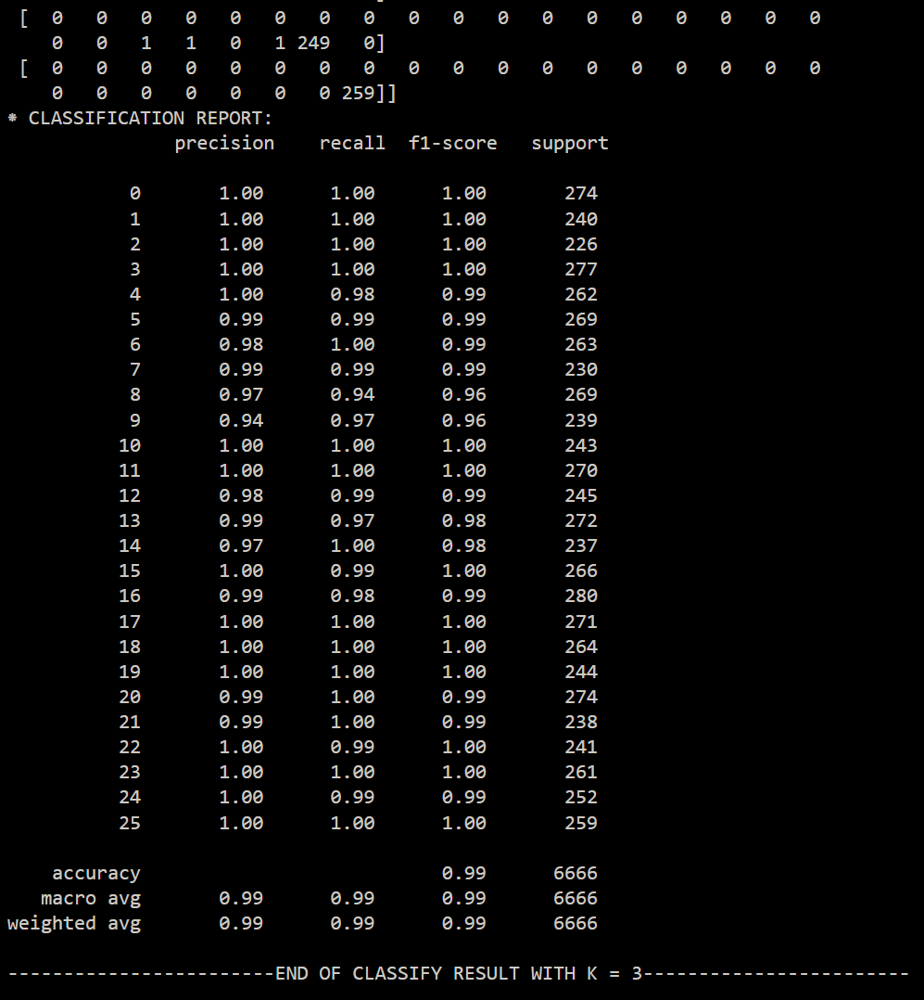 [  0   0   0   0   0   0   0   0   0   0   0   0   0   0   0   0   0   0
   0   0   1   1   0   1 249   0]
[  0   0   0   0   0   0   0   0   0   0   0   0   0   0   0   0   0   0
   0   0   0   0   0   0   0 259]]
* CLASSIFICATION REPORT:
              precision    recall  f1-score   support

           0       1.00      1.00      1.00       274
           1       1.00      1.00      1.00       240
           2       1.00      1.00      1.00       226
           3       1.00      1.00      1.00       277
           4       1.00      0.98      0.99       262
           5       0.99      0.99      0.99       269
           6       0.98      1.00      0.99       263
           7       0.99      0.99      0.99       230
           8       0.97      0.94      0.96       269
           9       0.94      0.97      0.96       239
          10       1.00      1.00      1.00       243
          11       1.00      1.00      1.00       270
          12       0.98      0.99      0.99       245
          13       0.99      0.97      0.98       272
          14       0.97      1.00      0.98       237
          15       1.00      0.99      1.00       266
          16       0.99      0.98      0.99       280
          17       1.00      1.00      1.00       271
          18       1.00      1.00      1.00       264
          19       1.00      1.00      1.00       244
          20       0.99      1.00      0.99       274
          21       0.99      1.00      0.99       238
          22       1.00      0.99      1.00       241
          23       1.00      1.00      1.00       261
          24       1.00      0.99      0.99       252
          25       1.00      1.00      1.00       259

    accuracy                           0.99      6666
   macro avg       0.99      0.99      0.99      6666
weighted avg       0.99      0.99      0.99      6666

------------------------END OF CLASSIFY RESULT WITH K = 3------------------------